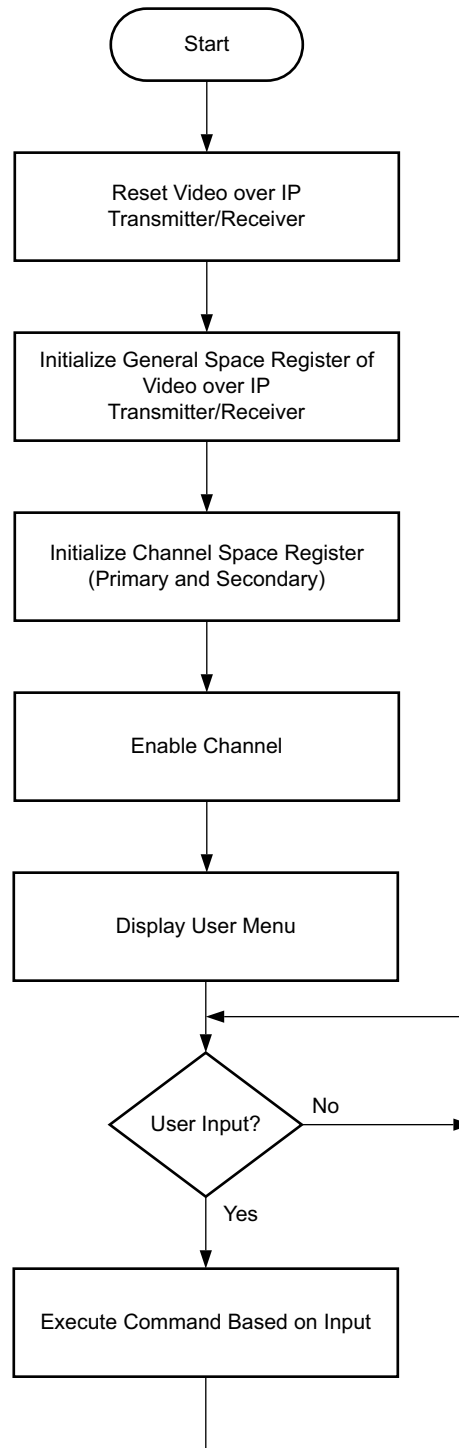 Start
Reset Video over IP
Transmitter/Receiver
Initialize General Space Register of
Video over IP
Transmitter/Receiver
Initialize Channel Space Register
(Primary and Secondary)
Enable Channel
Display User Menu
User Input?
No
Yes
Execute Command Based on Input